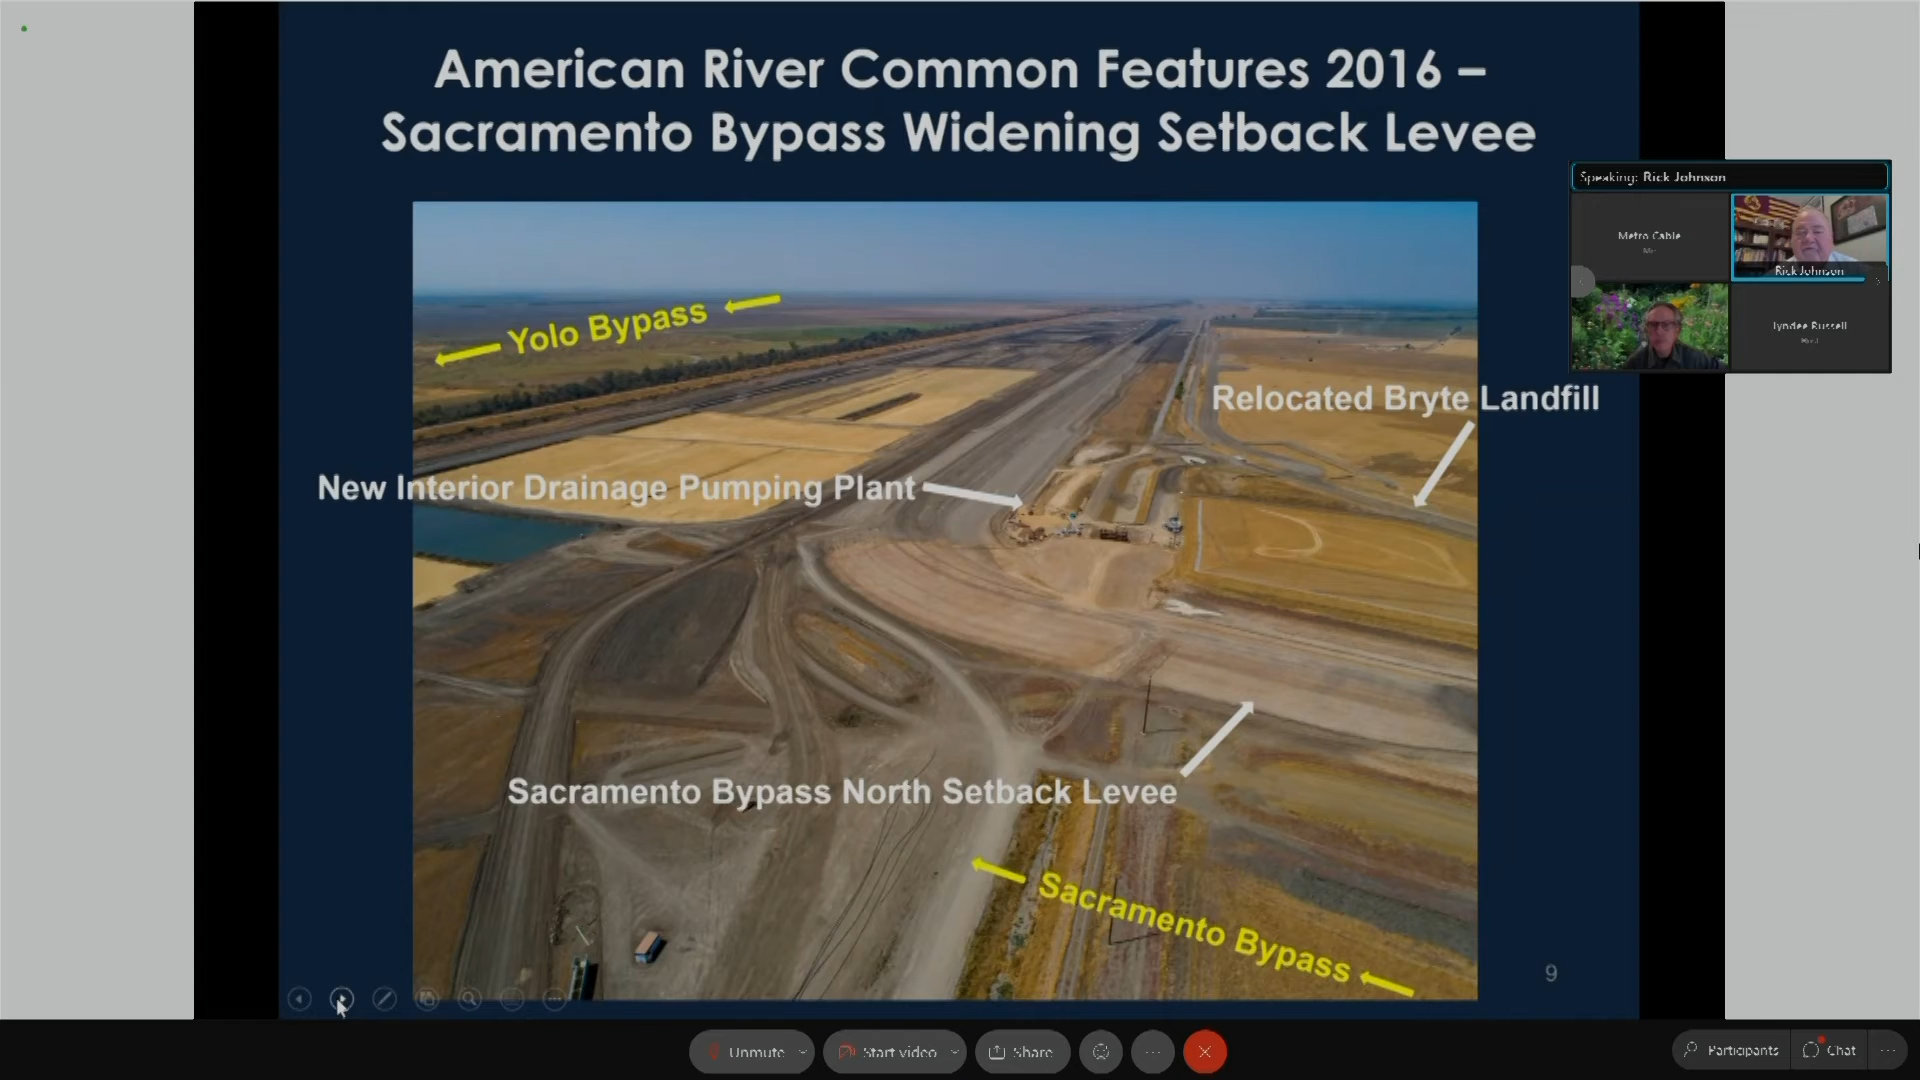 American River Common Features 2016 –
Sacramento Bypass Widening Setback Levee
Speaking: Rick Johnson
Metro Cable
Rick Johnson
Lyndee Russell
Yolo Bypass
Relocated Bryte Landfill
New Interior Drainage Pumping Plant
Sacramento Bypass North Setback Levee
Sacramento Bypass
9
Unmute
Start video
Share
Participants
Chat